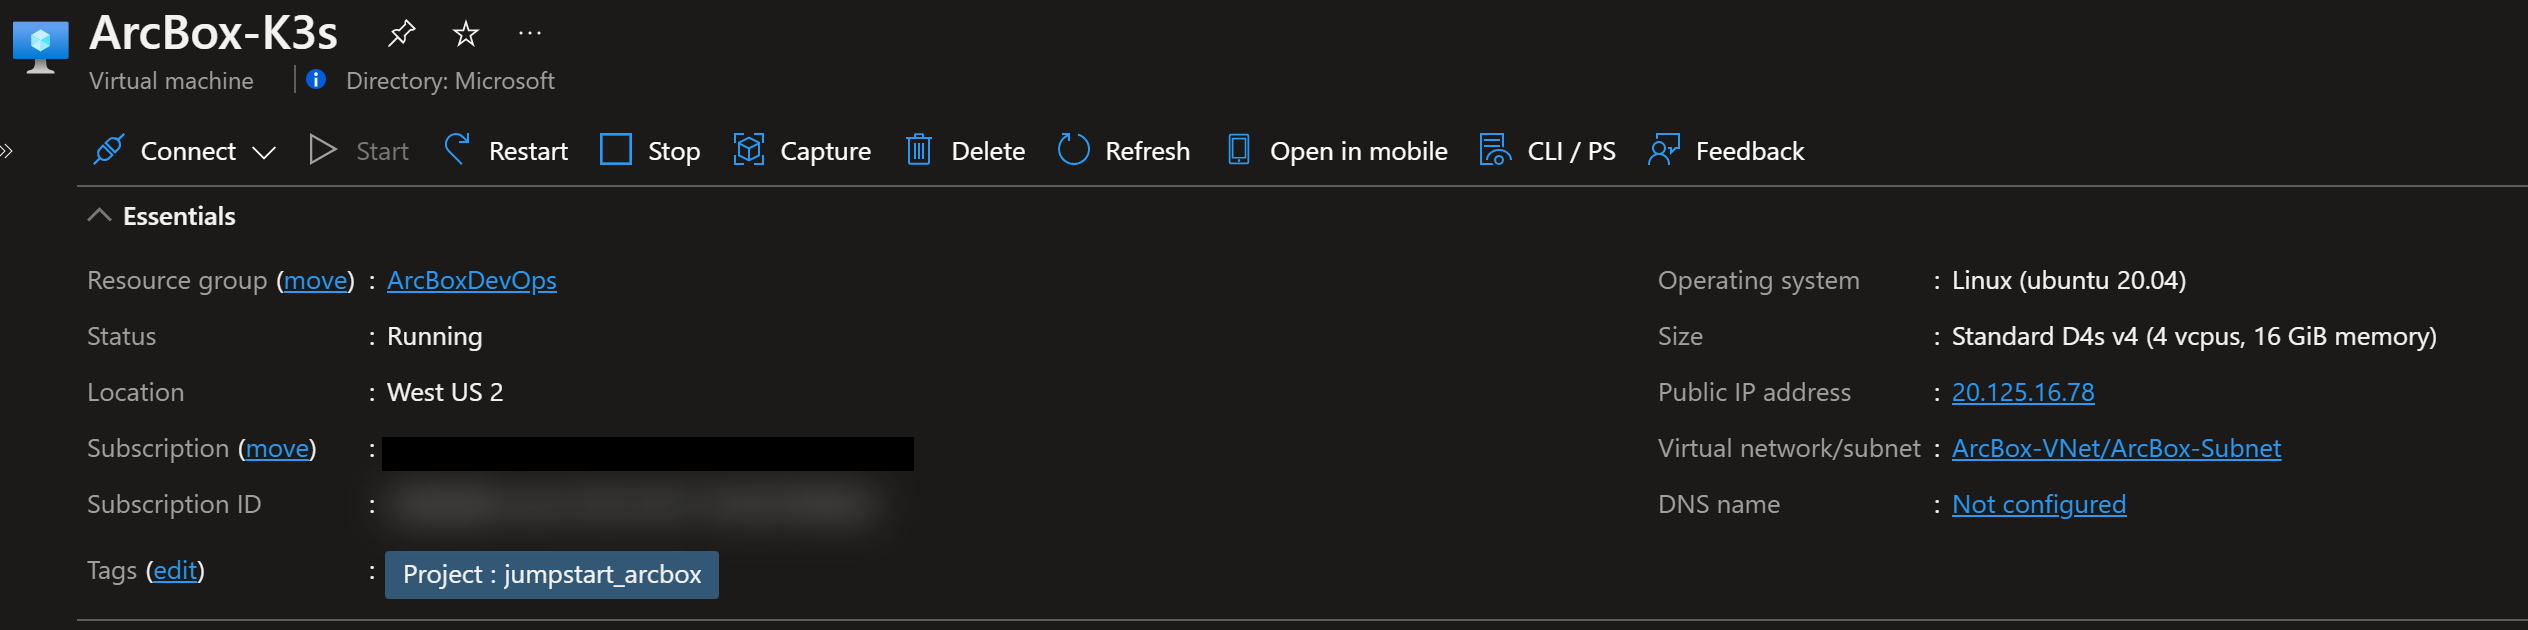 ArcBox-K3s
Virtual machine | Directory: Microsoft
Connect Start Restart Stop Capture Delete Refresh Open in mobile CLI / PS Feedback
Essentials
Resource group (move) : ArcBoxDevOps
Status : Running
Location : West US 2
Subscription (move) :
Subscription ID :
Tags (edit) : Project : jumpstart_arcbox
Operating system : Linux (ubuntu 20.04)
Size : Standard D4s v4 (4 vcpus, 16 GiB memory)
Public IP address : 20.125.16.78
Virtual network/subnet : ArcBox-VNet/ArcBox-Subnet
DNS name : Not configured